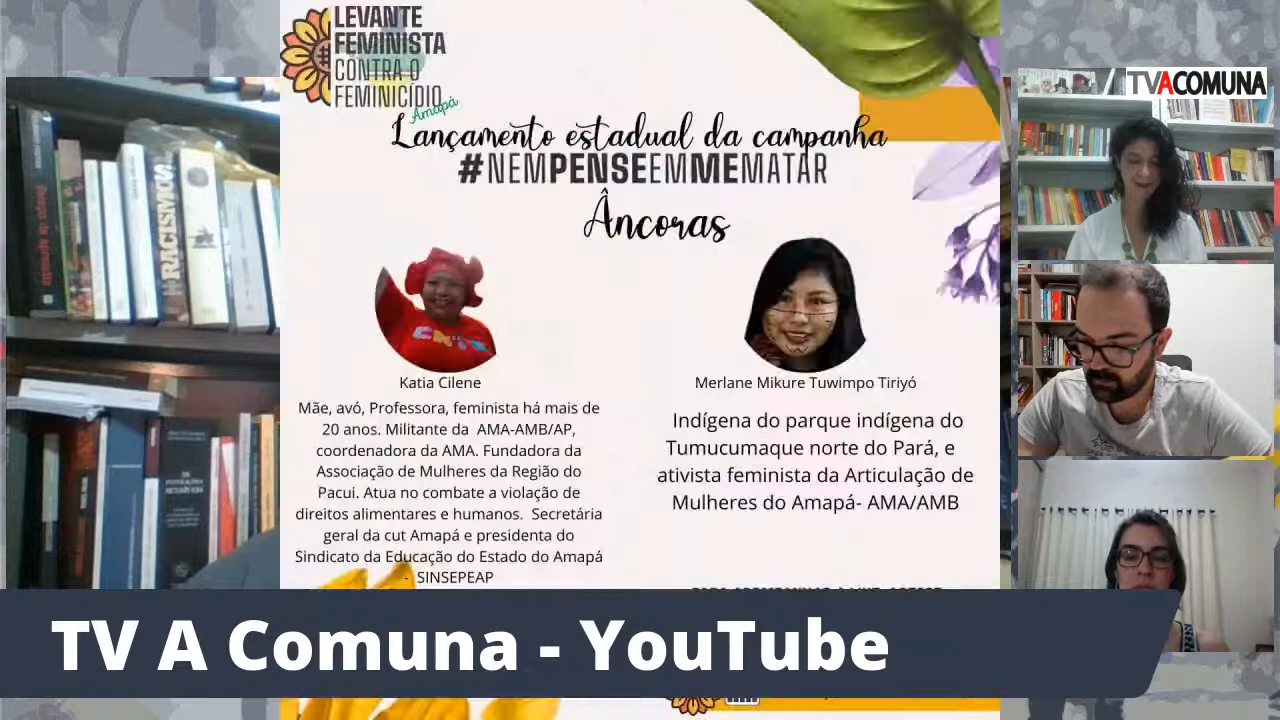 LEVANTE
FEMINISTA
CONTRA O
FEMINICÍDIO
Amapá
Lançamento estadual da campanha
#NEMPENSEEMMEMATAR
Âncoras
Katia Cilene
Mãe, avó, Professora, feminista há mais de
20 anos. Militante da AMA-AMB/AP,
coordenadora da AMA. Fundadora da
Associação de Mulheres da Região do
Pacui. Atua no combate a violação de
direitos alimentares e humanos. Secretária
geral da cut Amapá e presidenta do
Sindicato da Educação do Estado do Amapá
- SINSEPEAP
Merlane Mikure Tuwimpo Tiriyó
Indígena do parque indígena do
Tumucumaque norte do Pará, e
ativista feminista da Articulação de
Mulheres do Amapá- AMA/AMB
TVACOMUNA
RACISMOS
TV A Comuna - YouTube